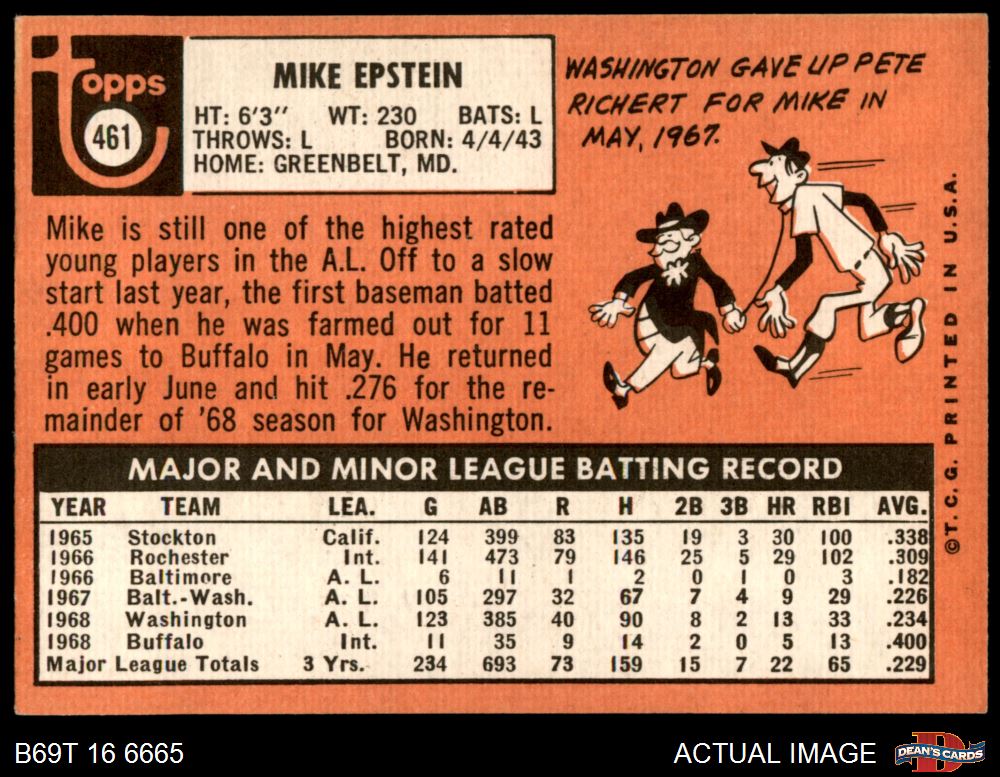 Topps
461
MIKE EPSTEIN
HT: 6'3" WT: 230 BATS: L
THROWS: L BORN: 4/4/43
HOME: GREENBELT, MD.
WASHINGTON GAVE UP PETE
RICHERT FOR MIKE IN
MAY, 1967.
Mike is still one of the highest rated
young players in the A.L. Off to a slow
start last year, the first baseman batted
.400 when he was farmed out for 11
games to Buffalo in May. He returned
in early June and hit .276 for the re-
mainder of '68 season for Washington.
MAJOR AND MINOR LEAGUE BATTING RECORD
YEAR TEAM LEA. G AB R H 2B 3B HR RBI AVG.
1965 Stockton Calif. 124 399 83 135 19 3 30 100 .338
1966 Rochester Int. 141 473 79 146 25 5 29 102 .309
1966 Baltimore A. L. 6 11 1 2 0 1 0 3 .182
1967 Balt.-Wash. A. L. 105 297 32 67 7 4 9 29 .226
1968 Washington A. L. 123 385 40 90 8 2 13 33 .234
1968 Buffalo Int. 11 35 9 14 2 0 5 13 .400
Major League Totals 3 Yrs. 234 693 73 159 15 7 22 65 .229
©T. C. G. PRINTED IN U.S.A.
B69T 16 6665
ACTUAL IMAGE
D
DEAN'S CARDS